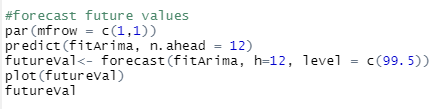 #forecast future values
par(mfrow = c(1,1))
predict(fitArima, n.ahead = 12)
futureVal<- forecast(fitArima, h=12, level = c(99.5))
plot(futureVal)
futureVal